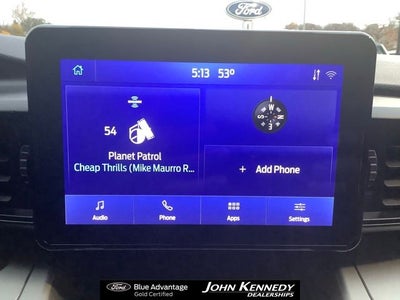 Ford
5:13 53°
S W N E
54
Planet Patrol
Cheap Thrills (Mike Maurro R...
+ Add Phone
Audio Phone Apps Settings
Ford Blue Advantage
Gold Certified
JOHN KENNEDY
DEALERSHIPS